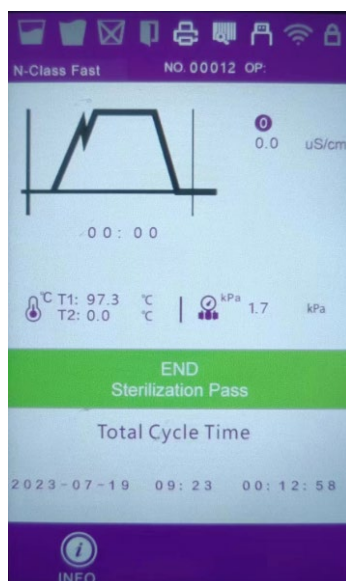 N-Class Fast NO. 00012 OP:
0
0.0 uS/cm
00:00
°C T1: 97.3 °C kPa 1.7 kPa
T2: 0.0 °C
END
Sterilization Pass
Total Cycle Time
2023-07-19 09:23 00:12:58
i
INFO